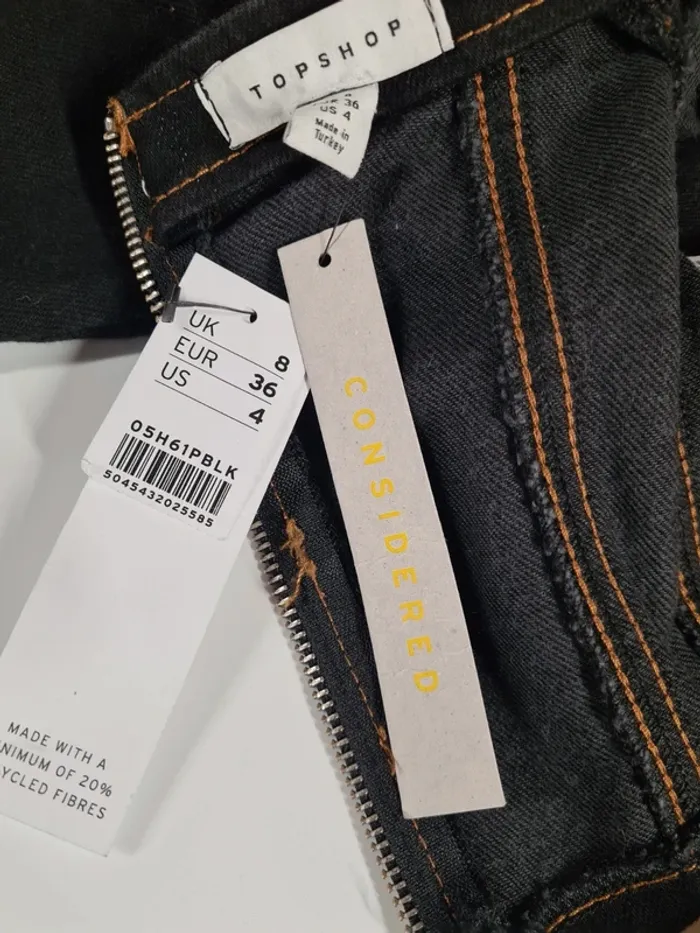 TOPSHOP
36
US 4
Made in
Turkey
UK 8
EUR 36
US 4
05H61PBLK
5045432025585
CONSIDERED
MADE WITH A
NIMUM OF 20%
YCLED FIBRES